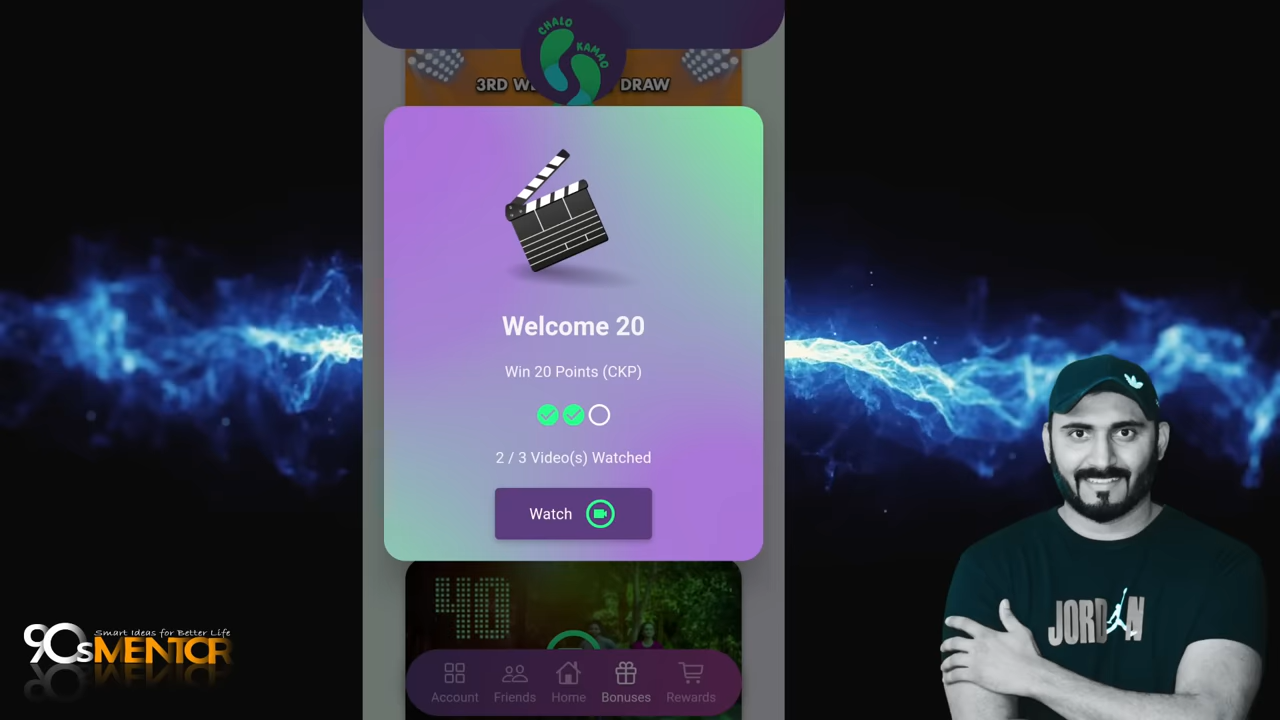 CHALO
KAMAO
3RD
DRAW
Welcome 20
Win 20 Points (CKP)
2 / 3 Video(s) Watched
Watch
40
Account
Friends
Home
Bonuses
Rewards
Smart Ideas for Better Life
90sMENTOR
JORDAN